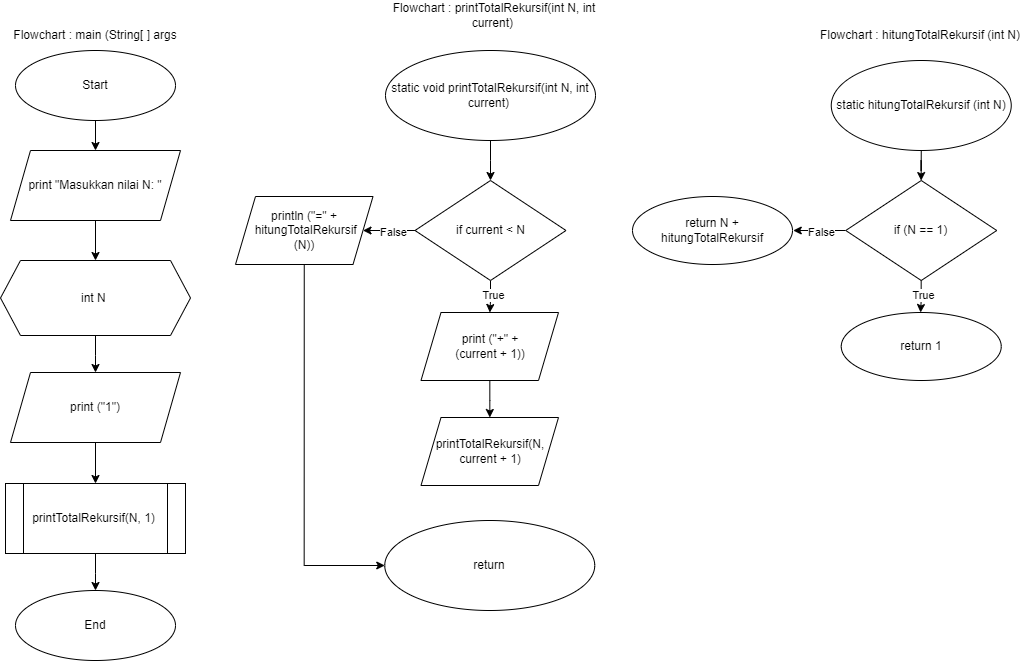 Flowchart : main (String[ ] args
Start
print "Masukkan nilai N: "
int N
print ("1")
printTotalRekursif(N, 1)
End
Flowchart : printTotalRekursif(int N, int
current)
static void printTotalRekursif(int N, int
current)
if current < N
False
println ("=" +
hitungTotalRekursif
(N))
True
print ("+" +
(current + 1))
printTotalRekursif(N,
current + 1)
return
Flowchart : hitungTotalRekursif (int N)
static hitungTotalRekursif (int N)
if (N == 1)
False
return N +
hitungTotalRekursif
True
return 1